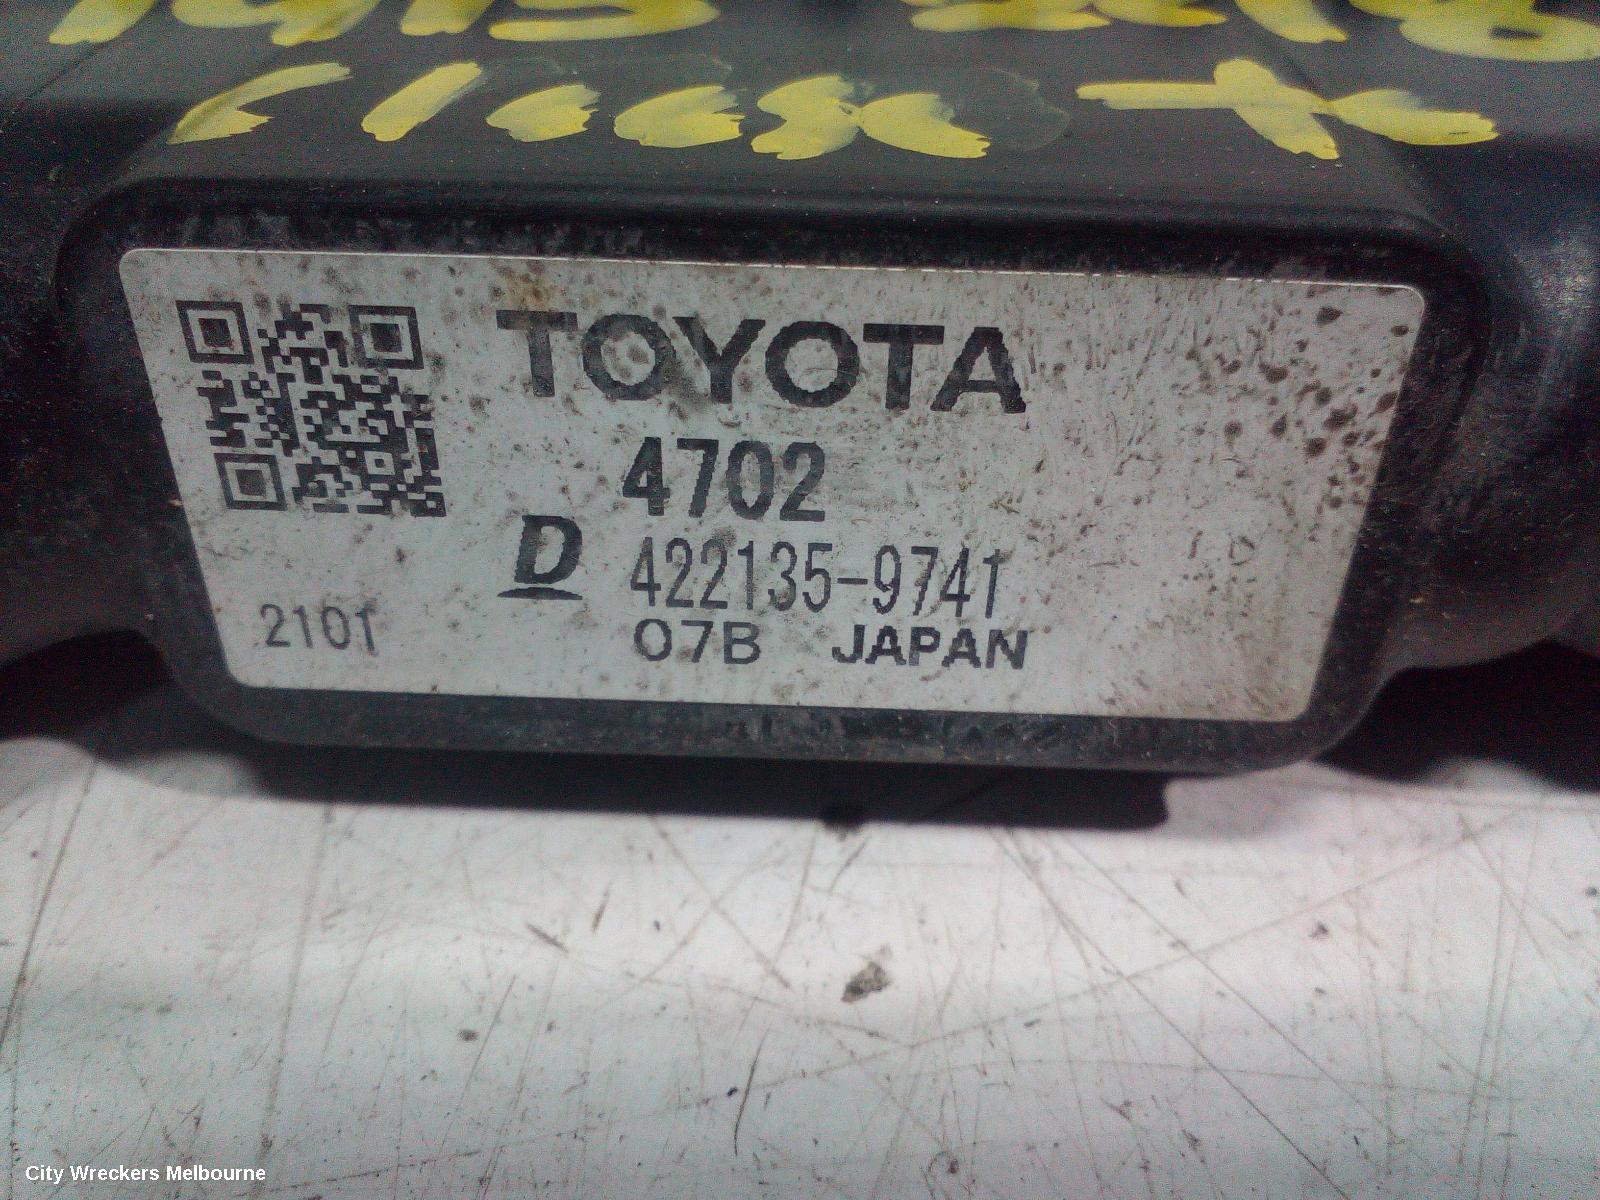 TOYOTA
4702
D 422135-9741
2101
07B JAPAN
City Wreckers Melbourne